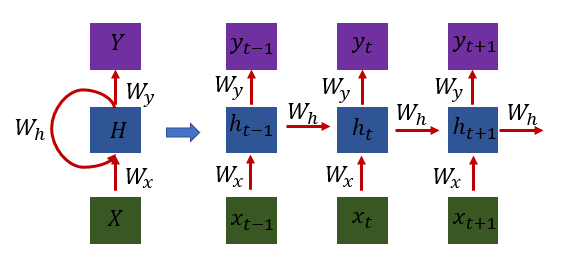 Y y_{t-1} y_t y_{t+1}
W_y W_y W_y W_y
W_h H h_{t-1} W_h h_t W_h h_{t+1} W_h
W_x W_x W_x W_x
X x_{t-1} x_t x_{t+1}